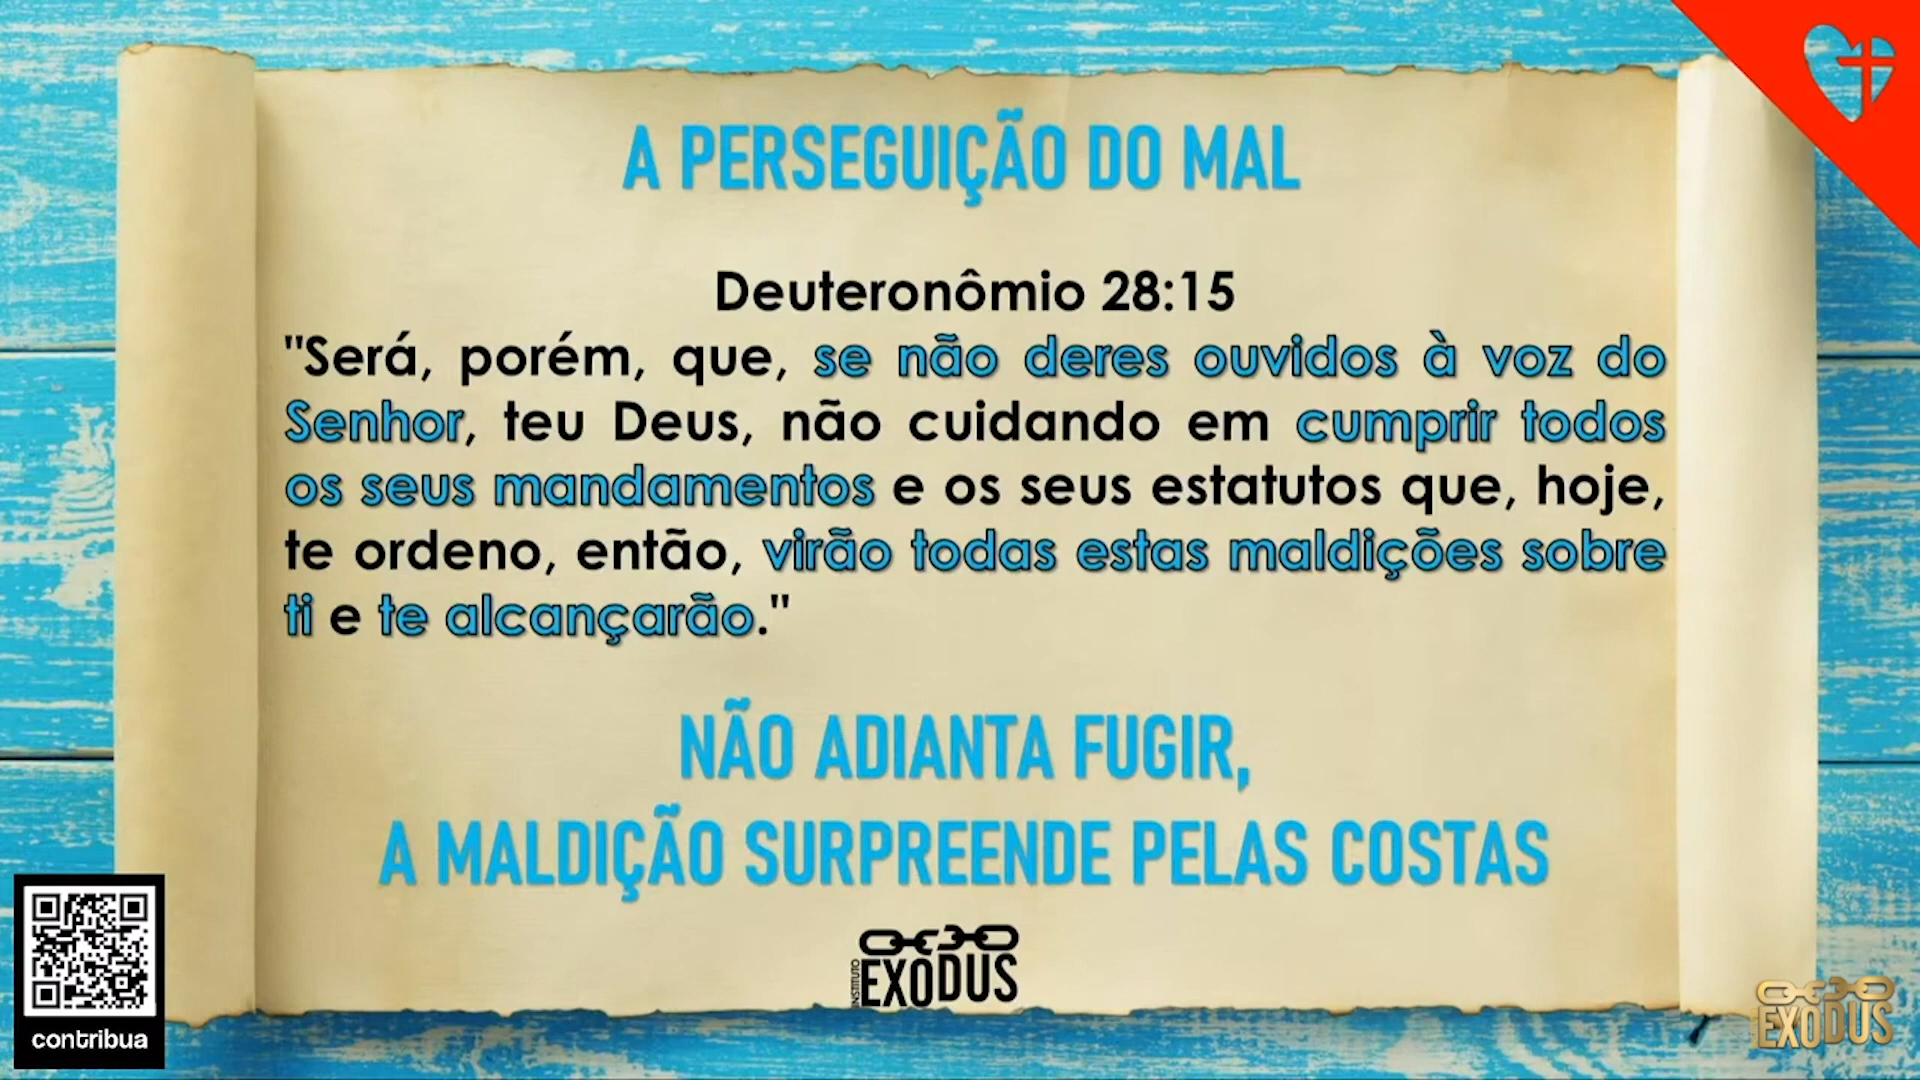 A PERSEGUIÇÃO DO MAL
Deuteronômio 28:15
"Será, porém, que, se não deres ouvidos à voz do
Senhor, teu Deus, não cuidando em cumprir todos
os seus mandamentos e os seus estatutos que, hoje,
te ordeno, então, virão todas estas maldições sobre
ti e te alcançarão."
NÃO ADIANTA FUGIR,
A MALDIÇÃO SURPREENDE PELAS COSTAS
INSTITUTO
EXODUS
contribua
EXODUS